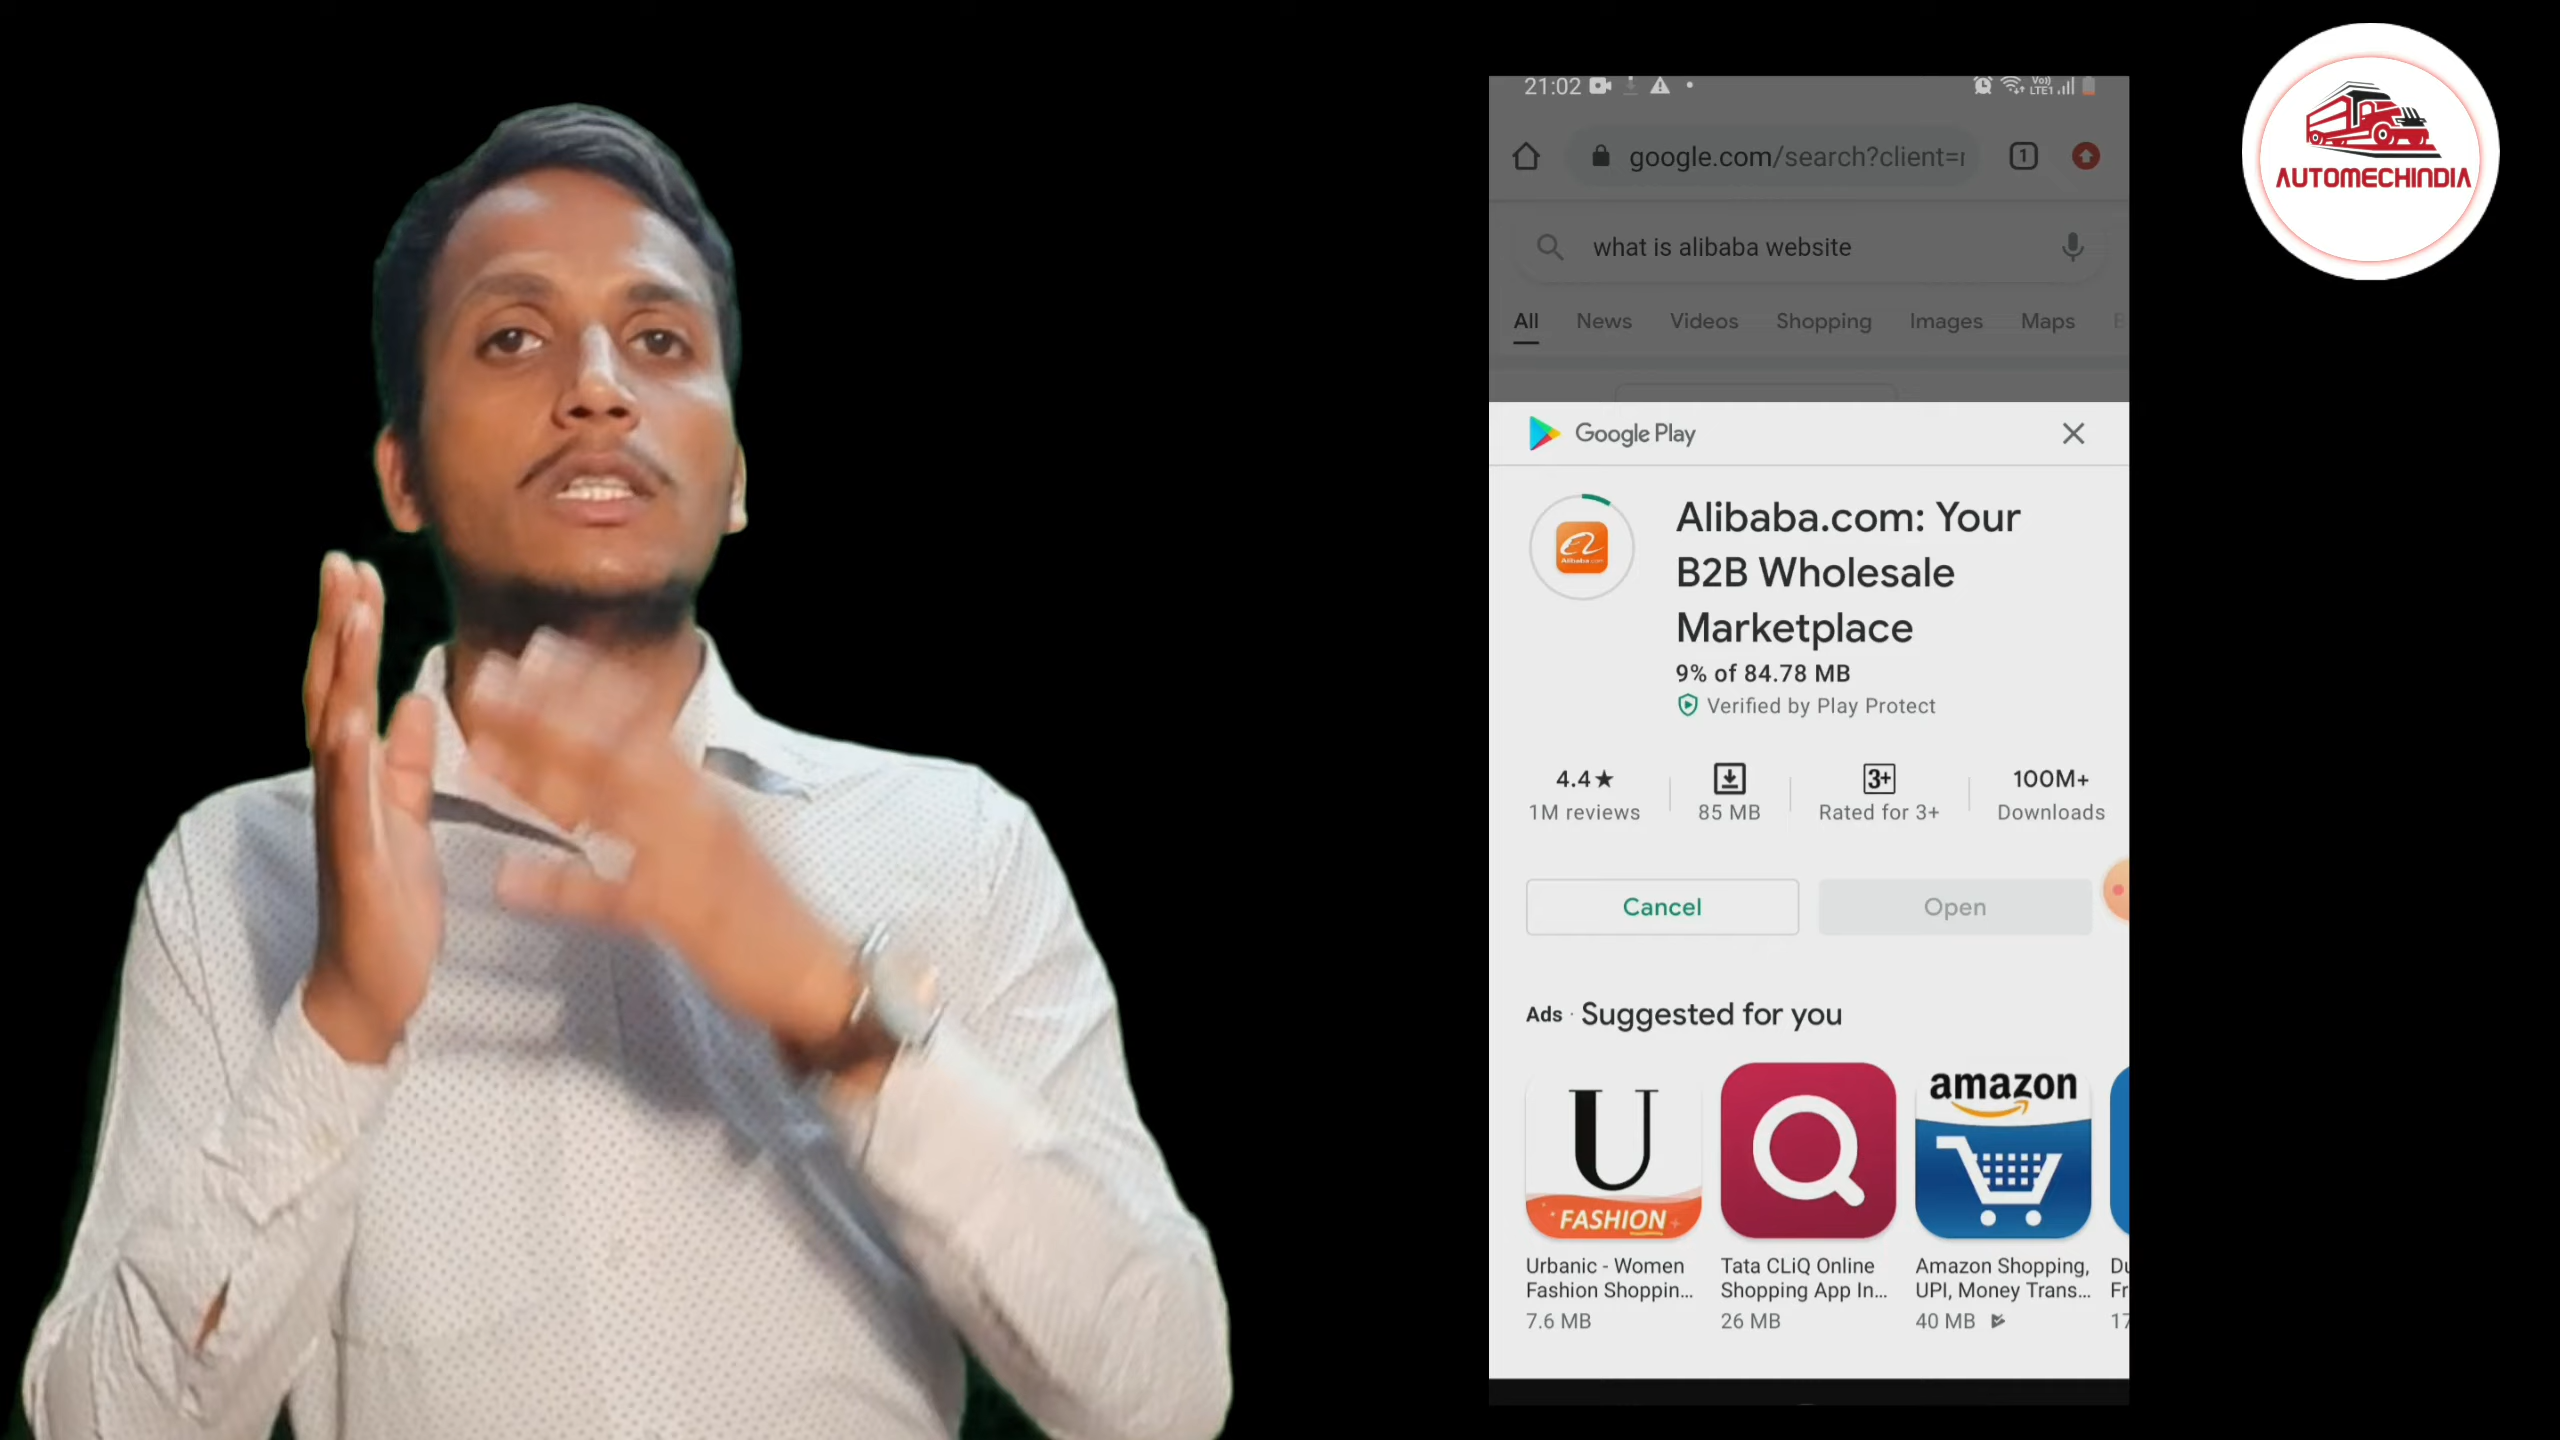 21:02
LTE1
google.com/search?client=
1
what is alibaba website
All News Videos Shopping Images Maps
Google Play
Alibaba.com
Alibaba.com: Your
B2B Wholesale
Marketplace
9% of 84.78 MB
Verified by Play Protect
4.4★ 3+ 100M+
1M reviews 85 MB Rated for 3+ Downloads
Cancel Open
Ads · Suggested for you
U
FASHION
amazon
Urbanic - Women
Fashion Shoppin...
7.6 MB
Tata CLiQ Online
Shopping App In...
26 MB
Amazon Shopping,
UPI, Money Trans...
40 MB
AUTOMECHINDIA